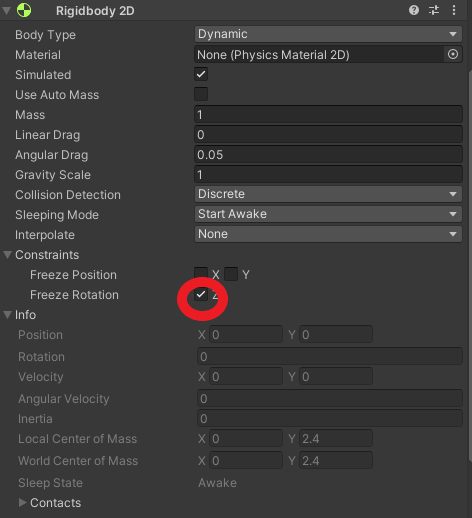 Rigidbody 2D
Body Type Dynamic
Material None (Physics Material 2D)
Simulated
Use Auto Mass
Mass 1
Linear Drag 0
Angular Drag 0.05
Gravity Scale 1
Collision Detection Discrete
Sleeping Mode Start Awake
Interpolate None
Constraints
Freeze Position X Y
Freeze Rotation Z
Info
Position X 0 Y 0
Rotation 0
Velocity X 0 Y 0
Angular Velocity 0
Inertia 0
Local Center of Mass X 0 Y 2.4
World Center of Mass X 0 Y 2.4
Sleep State Awake
Contacts